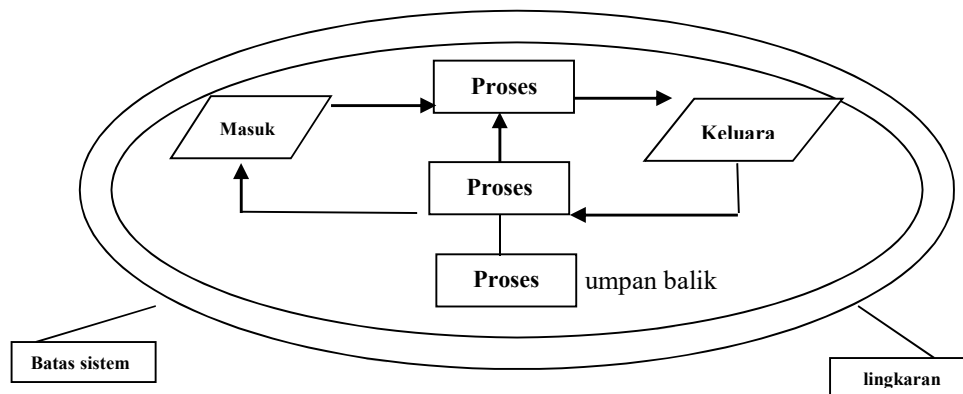 Proses
Masuk
Keluara
Proses
Proses
umpan balik
Batas sistem
lingkaran